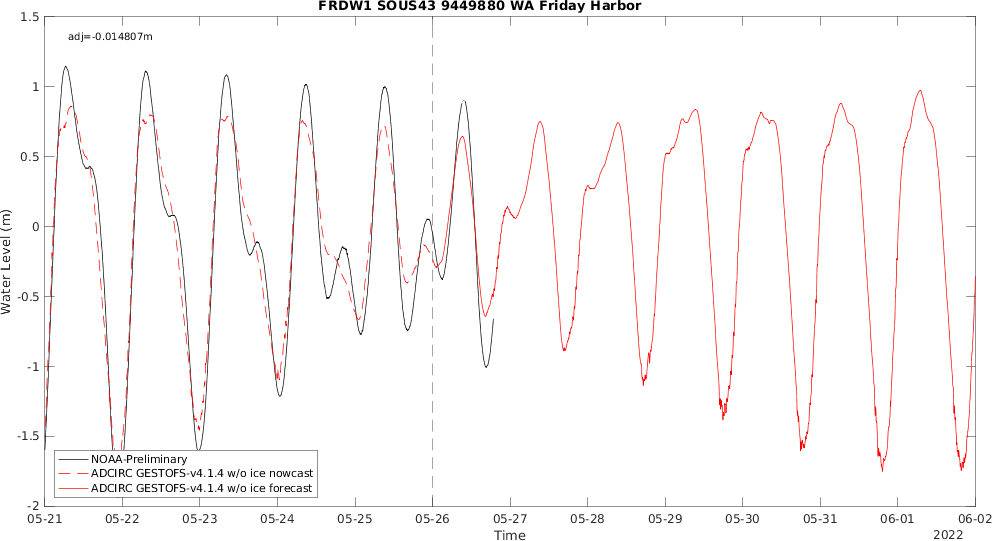 FRDW1 SOUS43 9449880 WA Friday Harbor
adj=-0.014807m
1.5
1
0.5
0
-0.5
-1
-1.5
-2
Water Level (m)
NOAA-Preliminary
ADCIRC GESTOFS-v4.1.4 w/o ice nowcast
ADCIRC GESTOFS-v4.1.4 w/o ice forecast
05-21 05-22 05-23 05-24 05-25 05-26 05-27 05-28 05-29 05-30 05-31 06-01 06-02
Time
2022